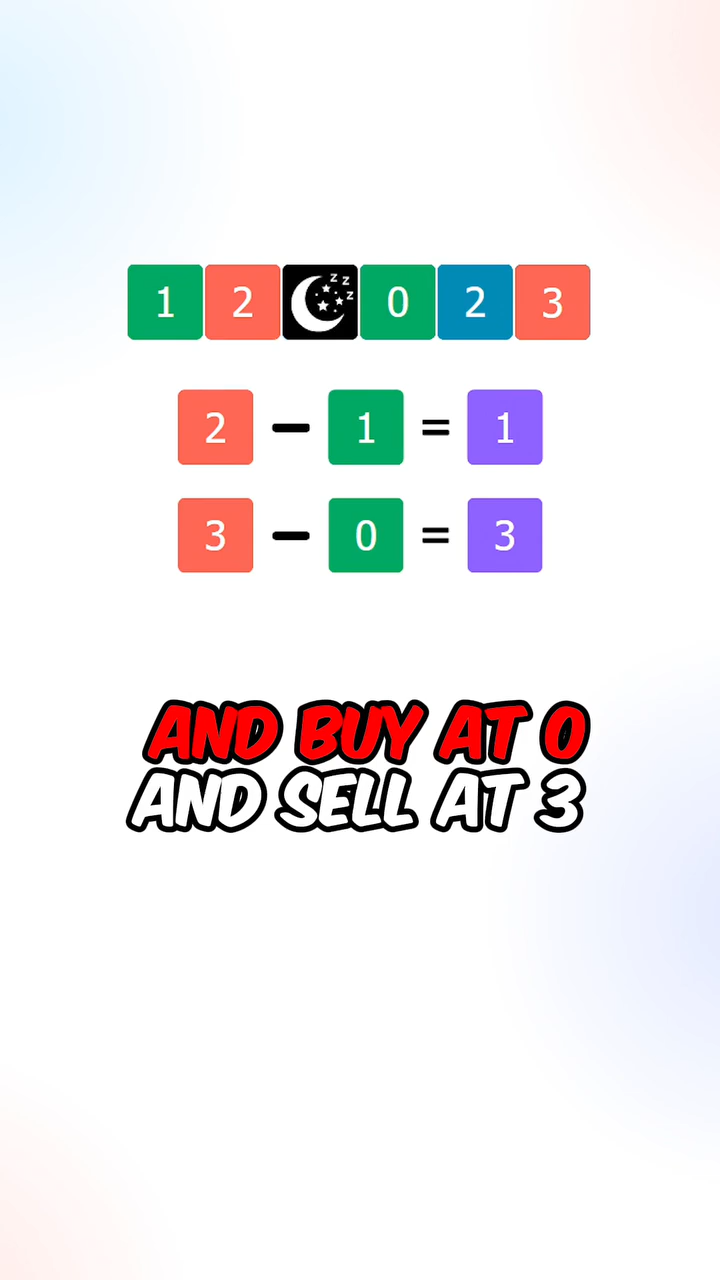 1 2 z z z 0 2 3
2 − 1 = 1
3 − 0 = 3
AND BUY AT 0
AND SELL AT 3